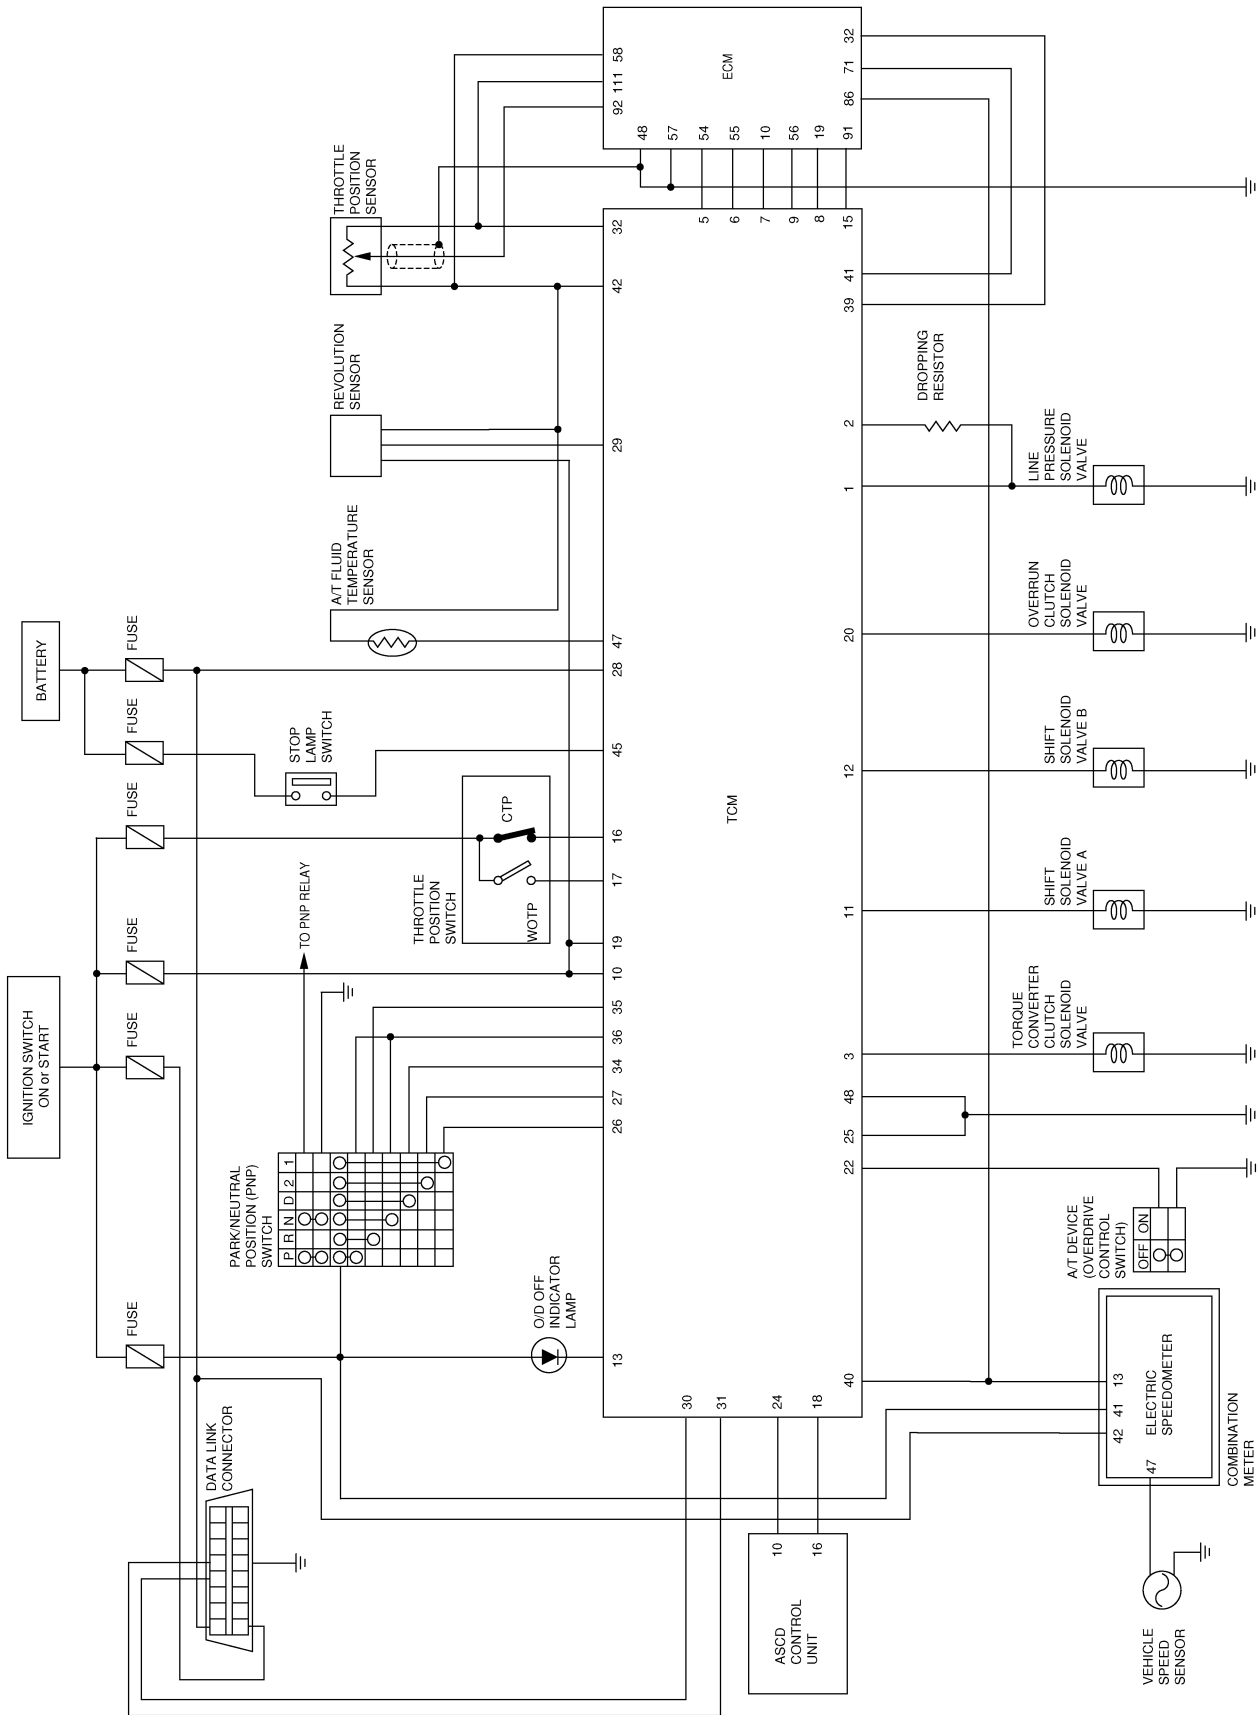 BATTERY
IGNITION SWITCH
ON or START
FUSE
FUSE
FUSE
FUSE
FUSE
FUSE
DATA LINK
CONNECTOR
THROTTLE
POSITION
SENSOR
REVOLUTION
SENSOR
A/T FLUID
TEMPERATURE
SENSOR
STOP
LAMP
SWITCH
TO PNP RELAY
THROTTLE
POSITION
SWITCH
CTP
WOTP
PARK/NEUTRAL
POSITION (PNP)
SWITCH
P R N D 2 1
O/D OFF
INDICATOR
LAMP
ECM
58
111
92
48
57
54
55
10
56
19
91
32
71
86
TCM
32
42
29
47
28
45
16
17
19
10
35
36
34
27
26
13
5
6
7
9
8
15
41
39
2
1
20
12
11
3
48
25
22
40
30
31
24
18
DROPPING
RESISTOR
LINE
PRESSURE
SOLENOID
VALVE
OVERRUN
CLUTCH
SOLENOID
VALVE
SHIFT
SOLENOID
VALVE B
SHIFT
SOLENOID
VALVE A
TORQUE
CONVERTER
CLUTCH
SOLENOID
VALVE
A/T DEVICE
(OVERDRIVE
CONTROL
SWITCH)
OFF ON
13
41
42
47
ELECTRIC
SPEEDOMETER
COMBINATION
METER
VEHICLE
SPEED
SENSOR
10
16
ASCD
CONTROL
UNIT